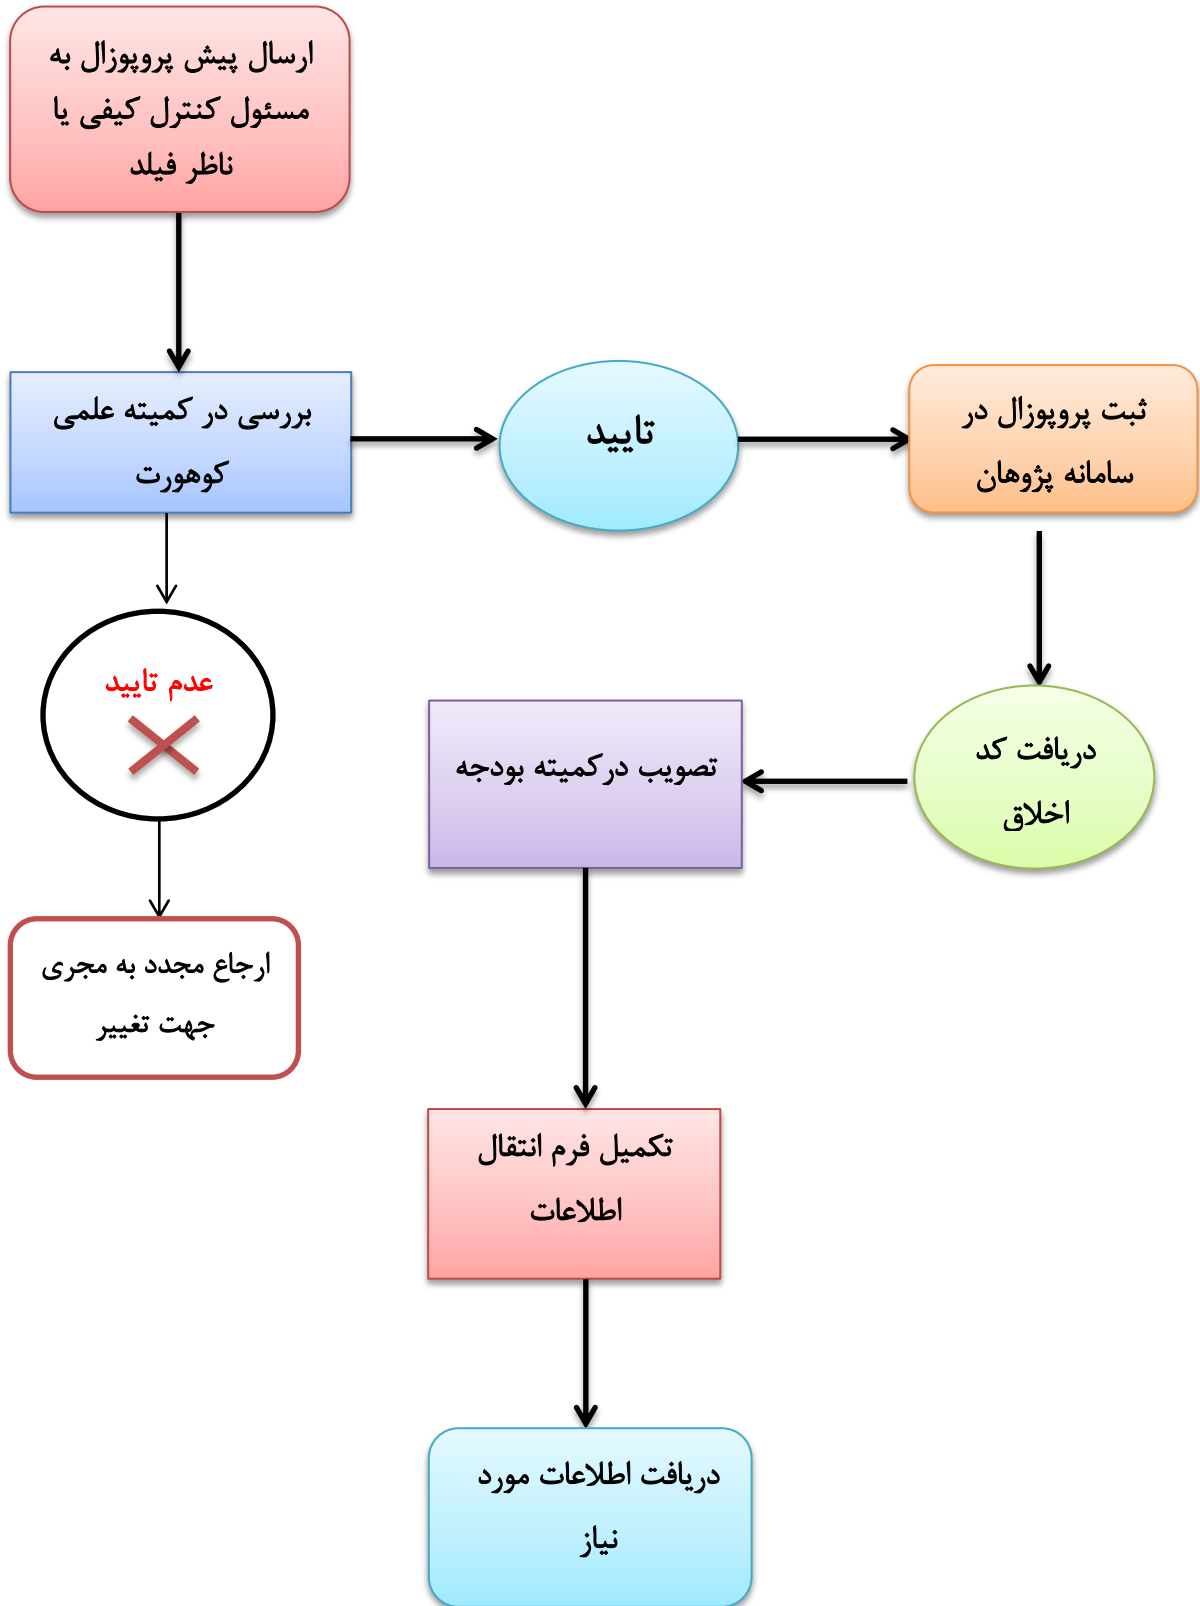 ارسال پیش پروپوزال به
مسئول کنترل کیفی یا
ناظر فیلد
بررسی در کمیته علمی
کوهورت
تایید
ثبت پروپوزال در
سامانه پژوهان
عدم تایید
دریافت کد
اخلاق
تصویب درکمیته بودجه
ارجاع مجدد به مجری
جهت تغییر
تکمیل فرم انتقال
اطلاعات
دریافت اطلاعات مورد
نیاز